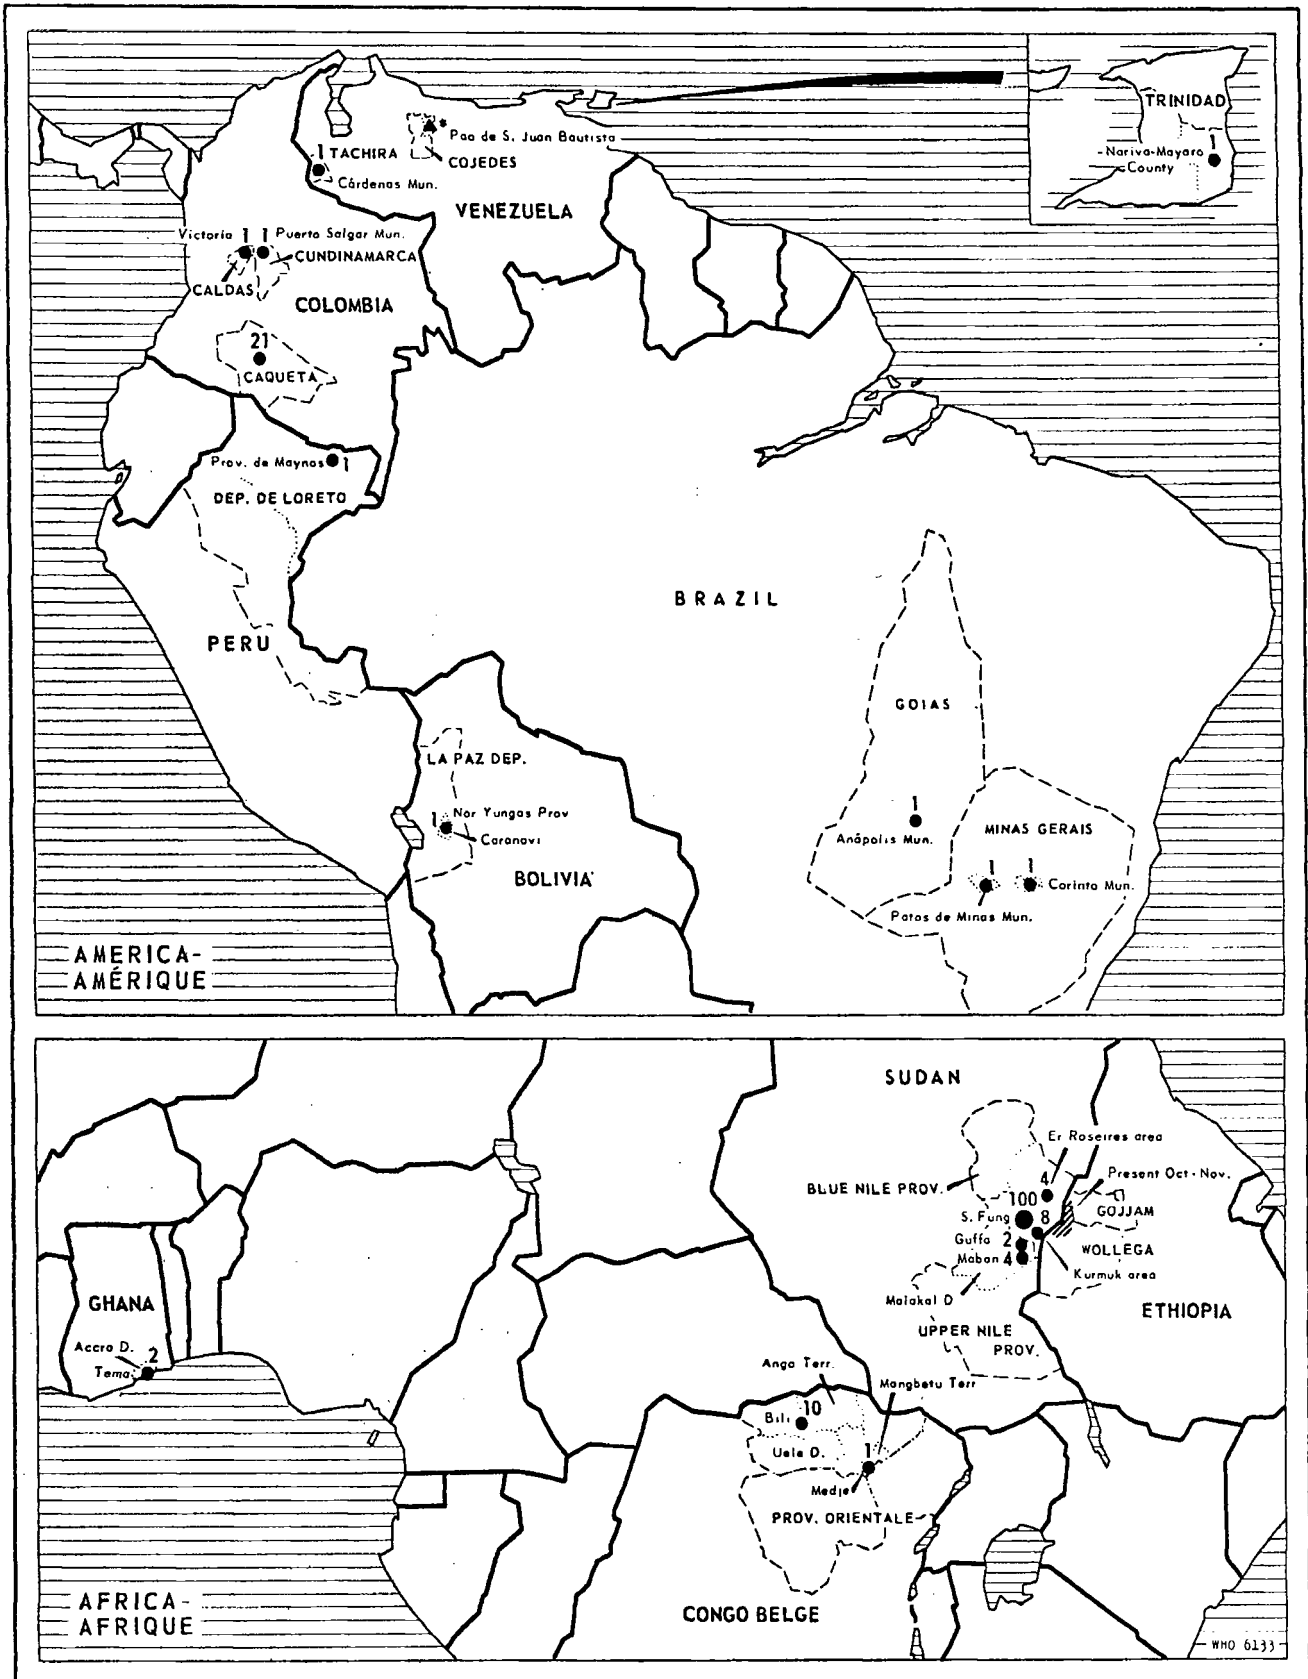 TRINIDAD
1
Nariva-Mayaro
County
*
Pao de S. Juan Bautista
COJEDES
1
TACHIRA
Cárdenas Mun.
VENEZUELA
Victoria
1
1
Puerto Salgar Mun.
CUNDINAMARCA
CALDAS
COLOMBIA
21
CAQUETA
Prov. de Maynas
1
DEP. DE LORETO
BRAZIL
PERU
GOIAS
LA PAZ DEP.
1
Nor Yungas Prov
Caranavi
BOLIVIA
1
Anápolis Mun.
MINAS GERAIS
1
1
Corinto Mun.
Patos de Minas Mun.
AMERICA-
AMÉRIQUE
SUDAN
Er Roseires area
BLUE NILE PROV.
4
Present Oct-Nov.
100
S. Fung
8
GOJJAM
Guffa
2
WOLLEGA
Maban
4
Kurmuk area
Malakal D
ETHIOPIA
UPPER NILE
PROV.
GHANA
Accra D.
2
Tema
Anga Terr.
Mangbetu Terr
Bili
10
Uele D.
1
Medje
PROV. ORIENTALE
CONGO BELGE
AFRICA-
AFRIQUE
WHO 6133